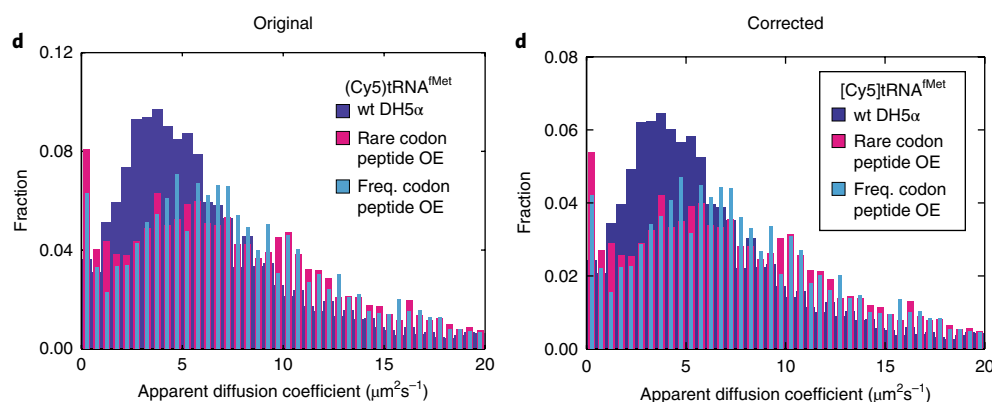 Original
d
0.12
0.08
0.04
0.00
Fraction
(Cy5)tRNA^fMet
wt DH5α
Rare codon
peptide OE
Freq. codon
peptide OE
0 5 10 15 20
Apparent diffusion coefficient (μm²s⁻¹)
Corrected
d
0.08
0.06
0.04
0.02
0.00
Fraction
[Cy5]tRNA^fMet
wt DH5α
Rare codon
peptide OE
Freq. codon
peptide OE
0 5 10 15 20
Apparent diffusion coefficient (μm²s⁻¹)